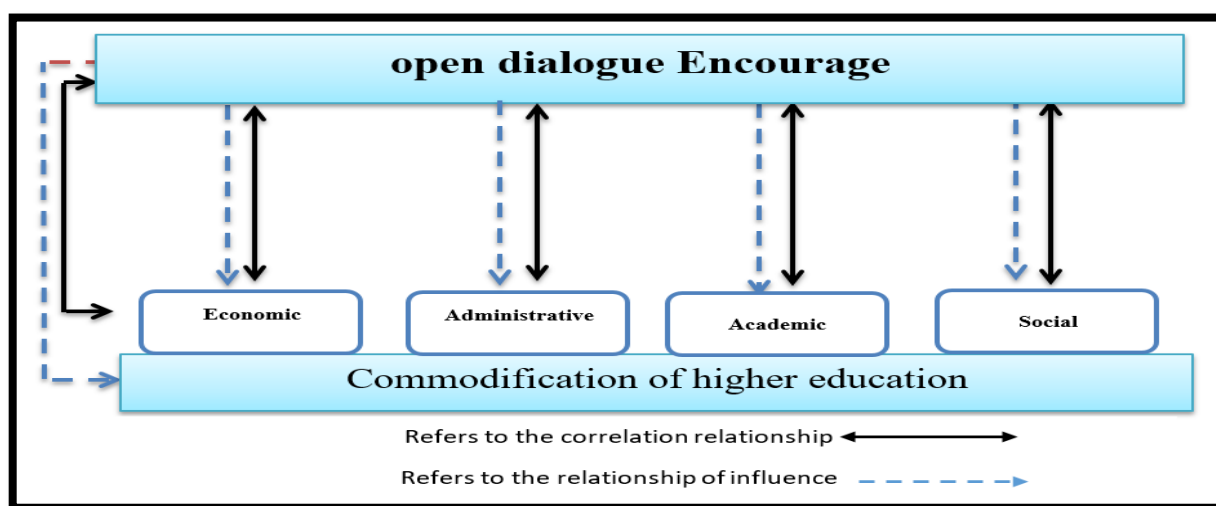 open dialogue Encourage
Economic
Administrative
Academic
Social
Commodification of higher education
Refers to the correlation relationship
Refers to the relationship of influence